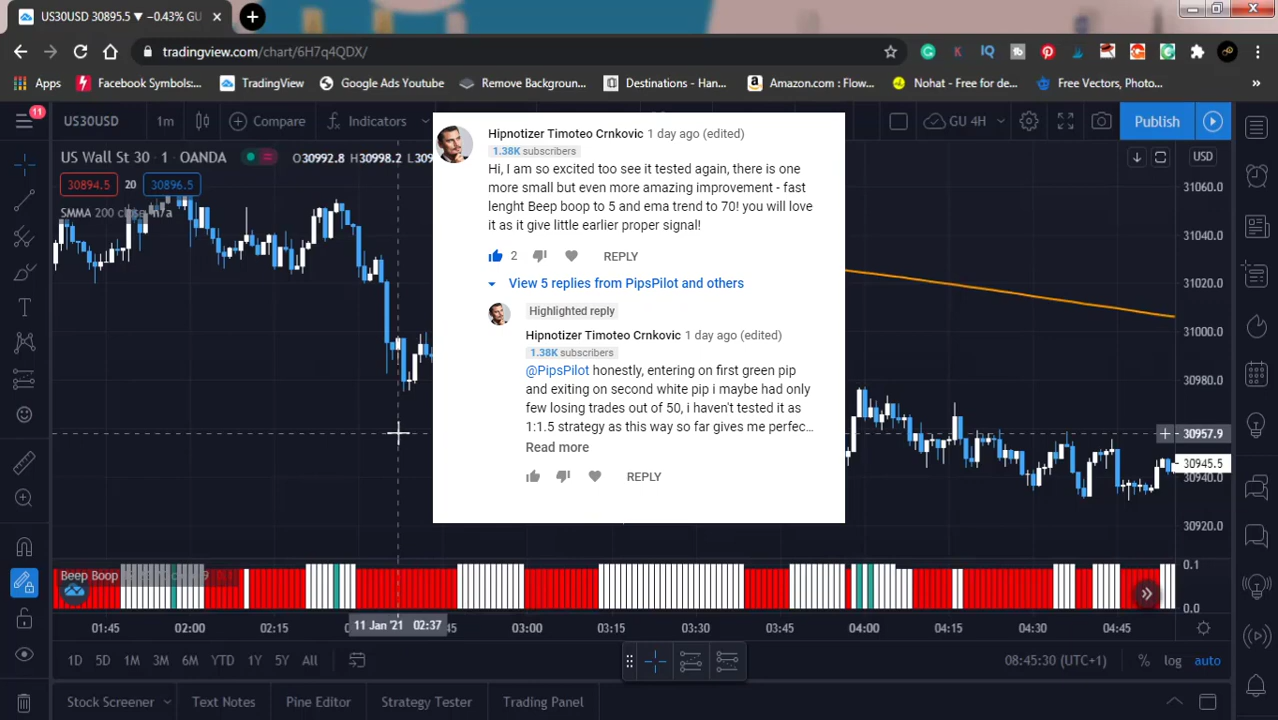 US30USD 30895.5 ▼ −0.43% GU
tradingview.com/chart/6H7q4QDX/
Apps
Facebook Symbols:...
TradingView
Google Ads Youtube
Remove Backgroun...
Destinations - Han...
Amazon.com : Flow...
Nohat - Free for de...
Free Vectors, Photo...
»
11
US30USD
1m
Compare
Indicators
GU 4H
Publish
US Wall St 30 · 1 · OANDA
O30992.8 H30998.2 L309
USD
30894.5 20 30896.5
SMMA 200 close n/a
Hipnotizer Timoteo Crnkovic 1 day ago (edited)
1.38K subscribers
Hi, I am so excited too see it tested again, there is one
more small but even more amazing improvement - fast
lenght Beep boop to 5 and ema trend to 70! you will love
it as it give little earlier proper signal!
2 REPLY
View 5 replies from PipsPilot and others
Highlighted reply
Hipnotizer Timoteo Crnkovic 1 day ago (edited)
1.38K subscribers
@PipsPilot honestly, entering on first green pip
and exiting on second white pip i maybe had only
few losing trades out of 50, i haven't tested it as
1:1.5 strategy as this way so far gives me perfec...
Read more
REPLY
31060.0
31040.0
31020.0
31000.0
30980.0
30957.9
30945.5
30940.0
30920.0
Beep Boop
0.1
0.0
01:45 02:00 02:15 11 Jan '21 02:37 03:00 03:15 03:30 03:45 04:00 04:15 04:30 04:45
1D 5D 1M 3M 6M YTD 1Y 5Y All
08:45:30 (UTC+1) % log auto
Stock Screener Text Notes Pine Editor Strategy Tester Trading Panel